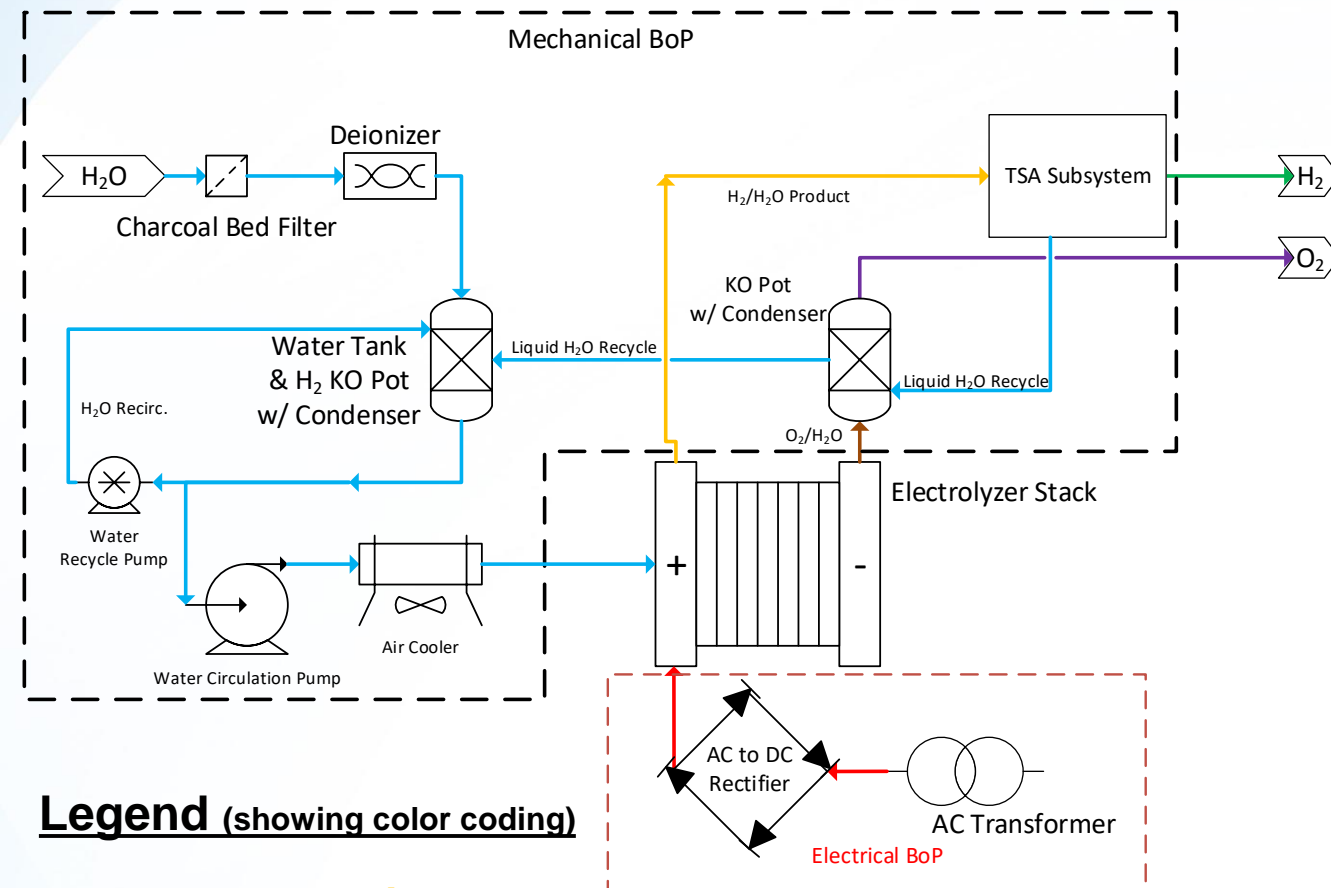 Mechanical BoP
H₂O
Charcoal Bed Filter
Deionizer
Water Tank
& H₂ KO Pot
w/ Condenser
H₂O Recirc.
Water
Recycle Pump
Water Circulation Pump
Air Cooler
Liquid H₂O Recycle
H₂/H₂O Product
KO Pot
w/ Condenser
Liquid H₂O Recycle
O₂/H₂O
TSA Subsystem
H₂
O₂
Electrolyzer Stack
+
-
AC to DC
Rectifier
AC Transformer
Electrical BoP
Legend (showing color coding)